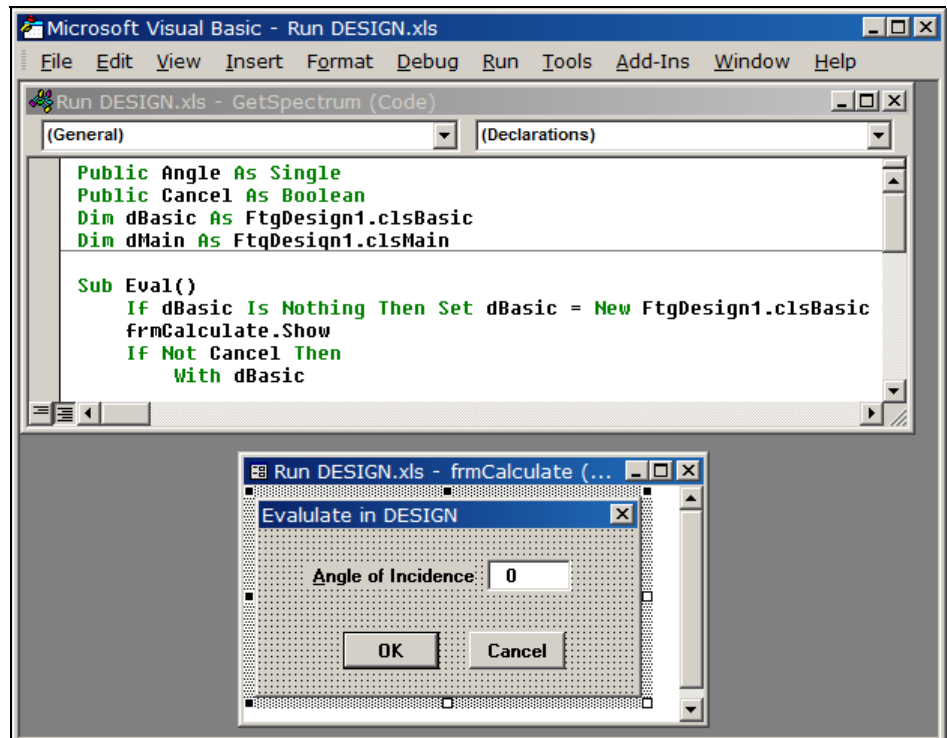 Microsoft Visual Basic - Run DESIGN.xls
File Edit View Insert Format Debug Run Tools Add-Ins Window Help
Run DESIGN.xls - GetSpectrum (Code)
(General) (Declarations)
Public Angle As Single
Public Cancel As Boolean
Dim dBasic As FtgDesign1.clsBasic
Dim dMain As FtgDesign1.clsMain
Sub Eval()
If dBasic Is Nothing Then Set dBasic = New FtgDesign1.clsBasic
frmCalculate.Show
If Not Cancel Then
With dBasic
Run DESIGN.xls - frmCalculate (...
Evalulate in DESIGN
Angle of Incidence 0
OK Cancel